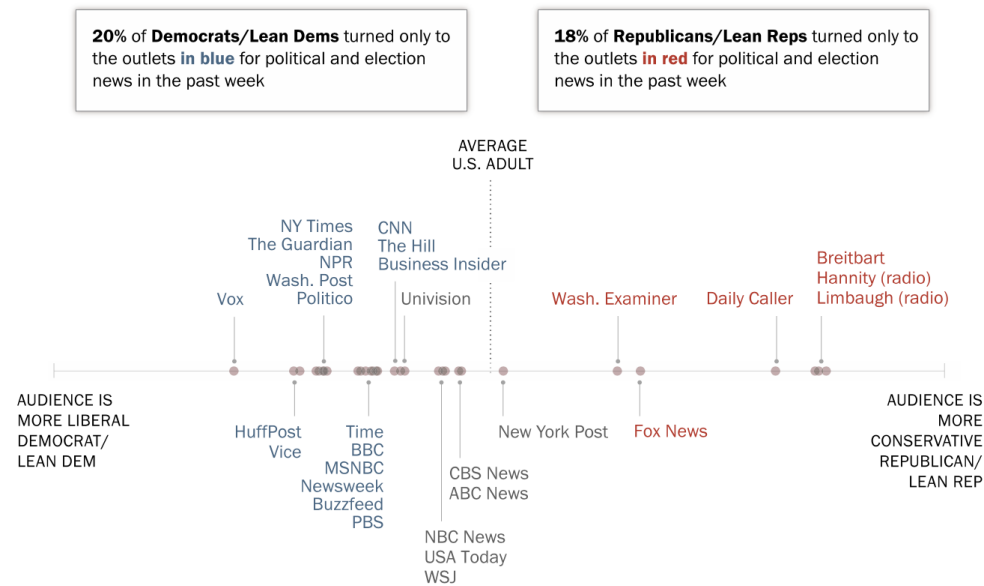 20% of Democrats/Lean Dems turned only to
the outlets in blue for political and election
news in the past week
18% of Republicans/Lean Reps turned only to
the outlets in red for political and election
news in the past week
AVERAGE
U.S. ADULT
NY Times
The Guardian
NPR
Wash. Post
Politico
CNN
The Hill
Business Insider
Vox
Univision
Wash. Examiner
Daily Caller
Breitbart
Hannity (radio)
Limbaugh (radio)
AUDIENCE IS
MORE LIBERAL
DEMOCRAT/
LEAN DEM
HuffPost
Vice
Time
BBC
MSNBC
Newsweek
Buzzfeed
PBS
CBS News
ABC News
NBC News
USA Today
WSJ
New York Post
Fox News
AUDIENCE IS
MORE
CONSERVATIVE
REPUBLICAN/
LEAN REP